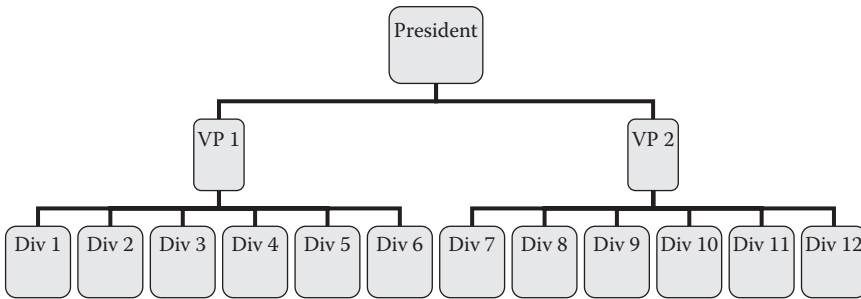 President
VP 1
VP 2
Div 1
Div 2
Div 3
Div 4
Div 5
Div 6
Div 7
Div 8
Div 9
Div 10
Div 11
Div 12